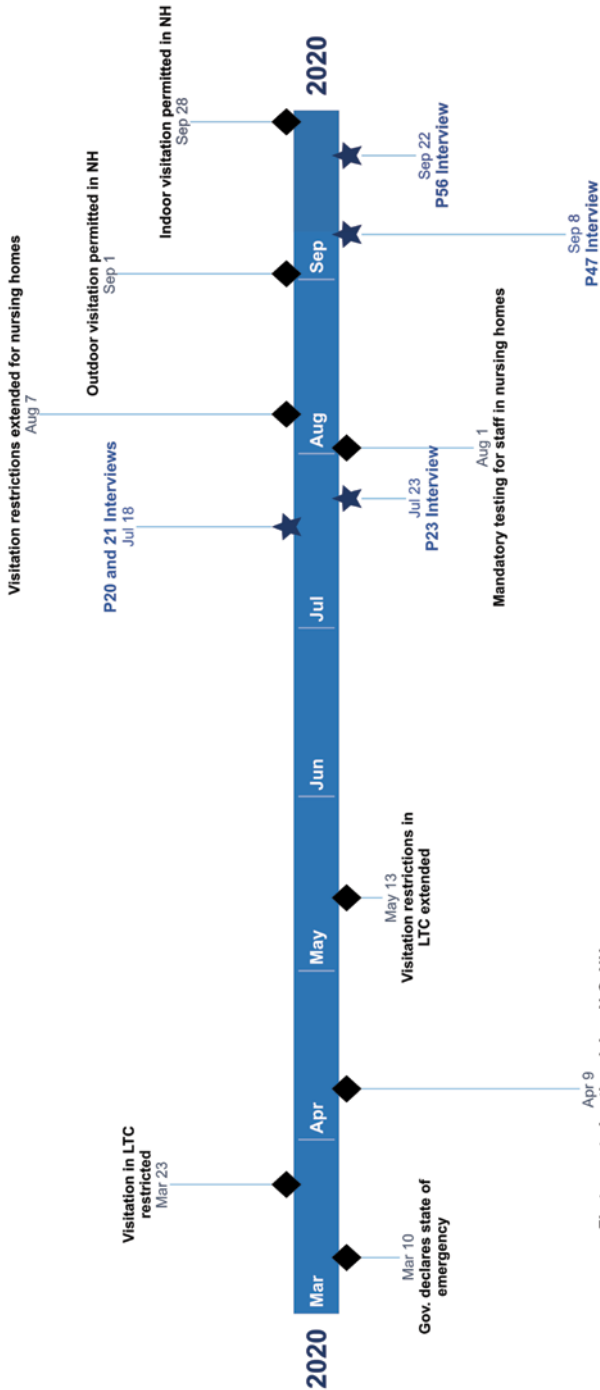 Visitation restrictions extended for nursing homes
Aug 7
Outdoor visitation permitted in NH
Sep 1
Indoor visitation permitted in NH
Sep 28
P20 and 21 Interviews
Jul 18
Visitation in LTC
restricted
Mar 23
2020
Mar
Apr
May
Jun
Jul
Aug
Sep
2020
Mar 10
Gov. declares state of
emergency
Apr 9
May 13
Visitation restrictions in
LTC extended
Jul 23
P23 Interview
Aug 1
Mandatory testing for staff in nursing homes
Sep 8
P47 Interview
Sep 22
P56 Interview